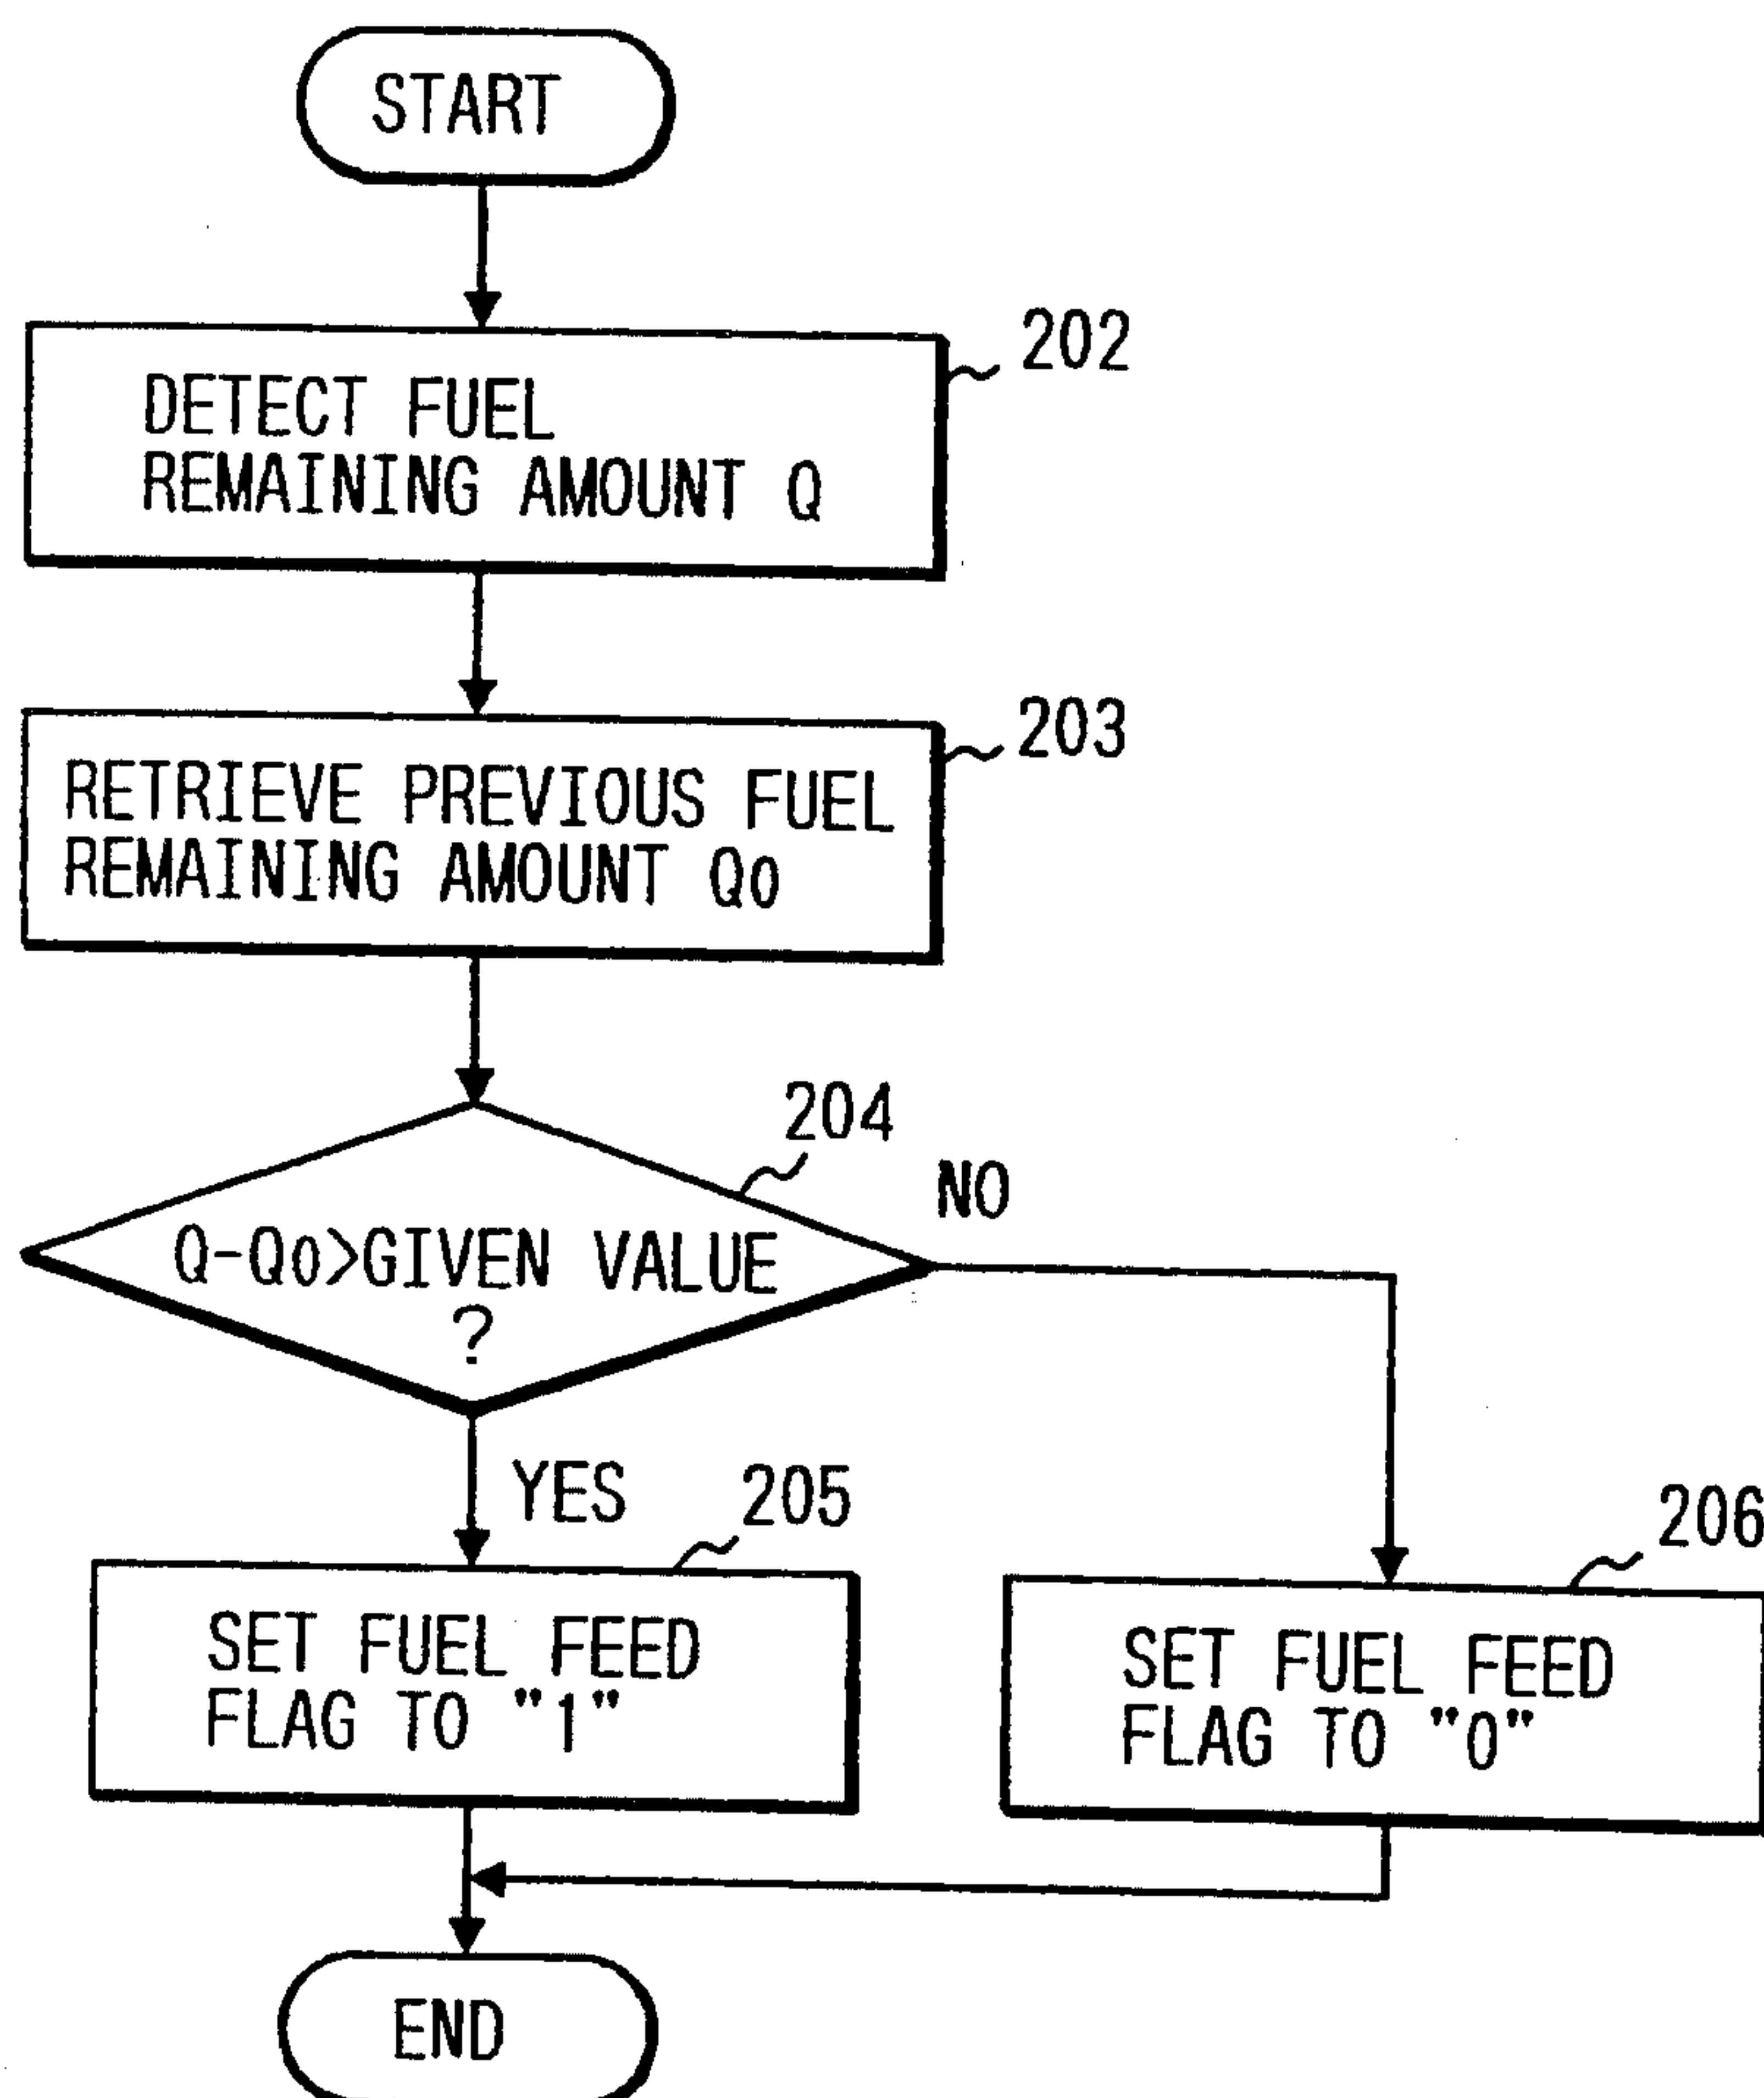 START
202
DETECT FUEL
REMAINING AMOUNT Q
203
RETRIEVE PREVIOUS FUEL
REMAINING AMOUNT Qo
204
NO
Q-Qo>GIVEN VALUE
?
YES
205
206
SET FUEL FEED
FLAG TO "1"
SET FUEL FEED
FLAG TO "0"
END